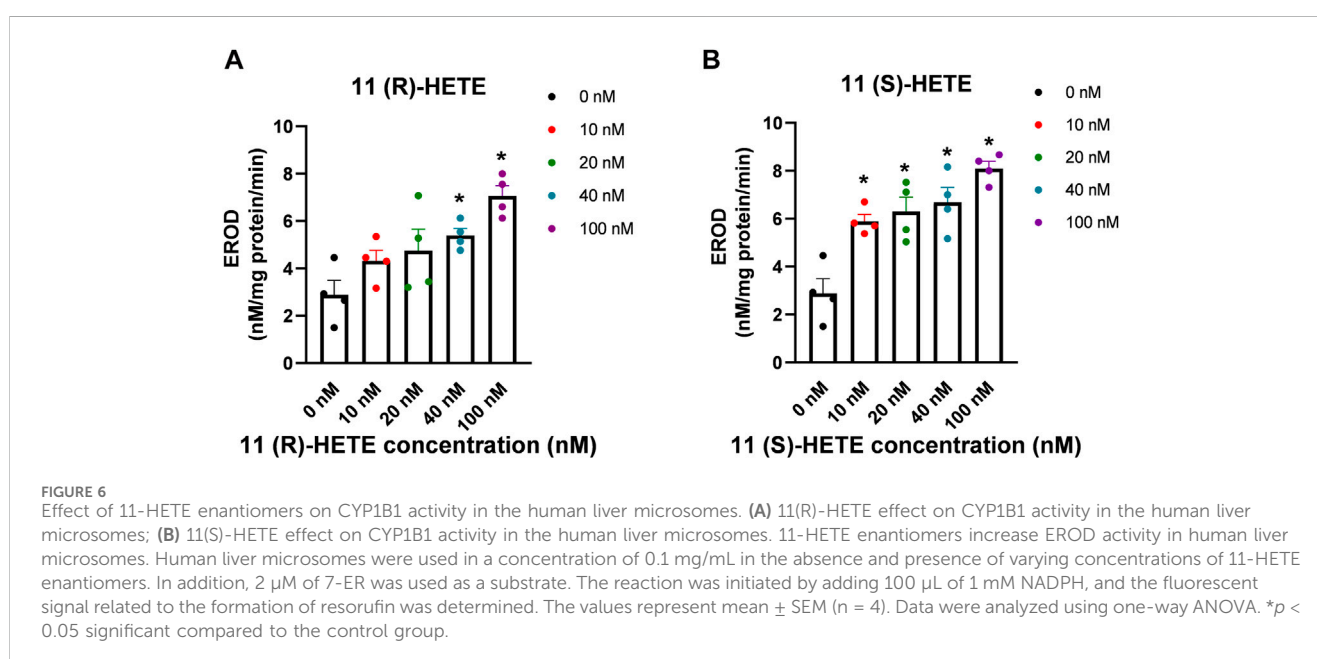 A
11 (R)-HETE
0 nM
10 nM
20 nM
40 nM
100 nM
10
8
6
4
2
0
EROD
(nM/mg protein/min)
*
*
0 nM
10 nM
20 nM
40 nM
100 nM
11 (R)-HETE concentration (nM)
B
11 (S)-HETE
0 nM
10 nM
20 nM
40 nM
100 nM
10
8
6
4
2
0
EROD
(nM/mg protein/min)
*
*
*
*
0 nM
10 nM
20 nM
40 nM
100 nM
11 (S)-HETE concentration (nM)
FIGURE 6
Effect of 11-HETE enantiomers on CYP1B1 activity in the human liver microsomes. (A) 11(R)-HETE effect on CYP1B1 activity in the human liver
microsomes; (B) 11(S)-HETE effect on CYP1B1 activity in the human liver microsomes. 11-HETE enantiomers increase EROD activity in human liver
microsomes. Human liver microsomes were used in a concentration of 0.1 mg/mL in the absence and presence of varying concentrations of 11-HETE
enantiomers. In addition, 2 μM of 7-ER was used as a substrate. The reaction was initiated by adding 100 μL of 1 mM NADPH, and the fluorescent
signal related to the formation of resorufin was determined. The values represent mean ± SEM (n = 4). Data were analyzed using one-way ANOVA. *p <
0.05 significant compared to the control group.